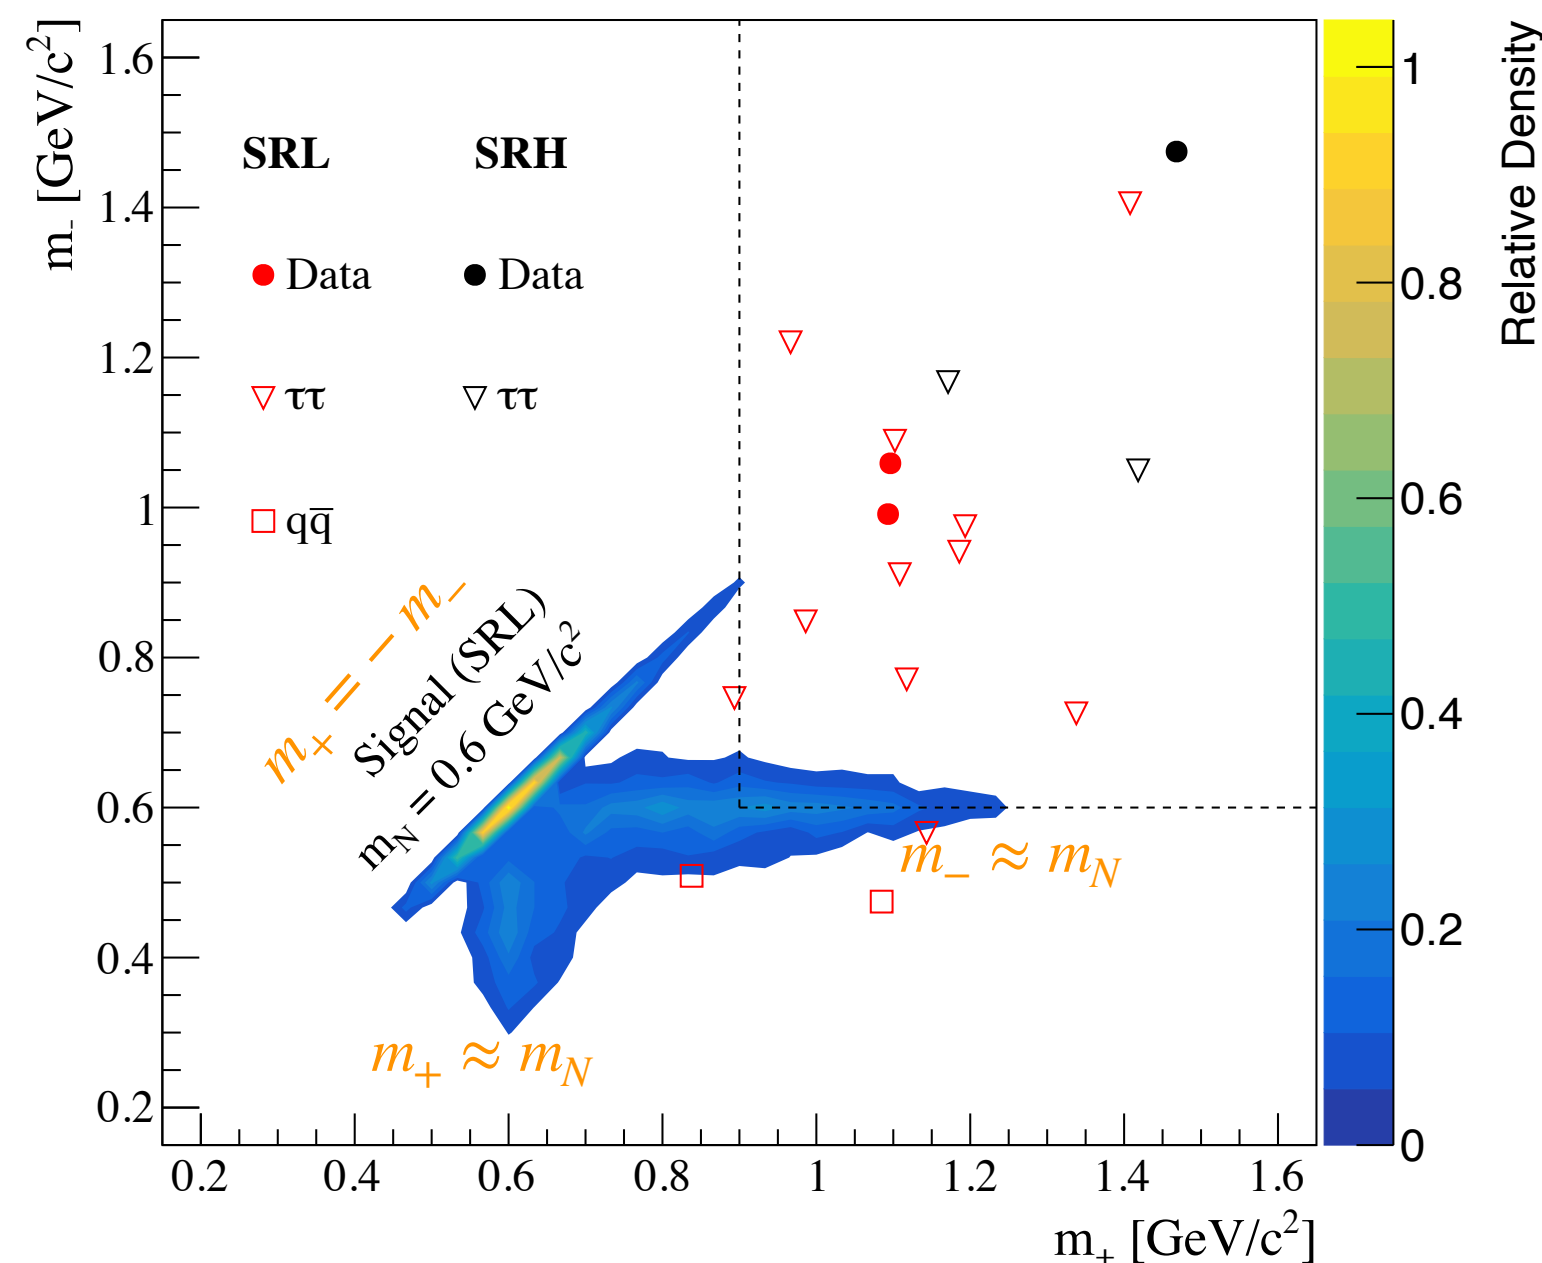 m₋ [GeV/c²]
1.6
1.4
1.2
1
0.8
0.6
0.4
0.2
SRL SRH
Data Data
ττ ττ
qq̅
m₊ = − m₋
Signal (SRL)
m_N = 0.6 GeV/c²
m₋ ≈ m_N
m₊ ≈ m_N
0.2 0.4 0.6 0.8 1 1.2 1.4 1.6
m₊ [GeV/c²]
1
0.8
0.6
0.4
0.2
0
Relative Density